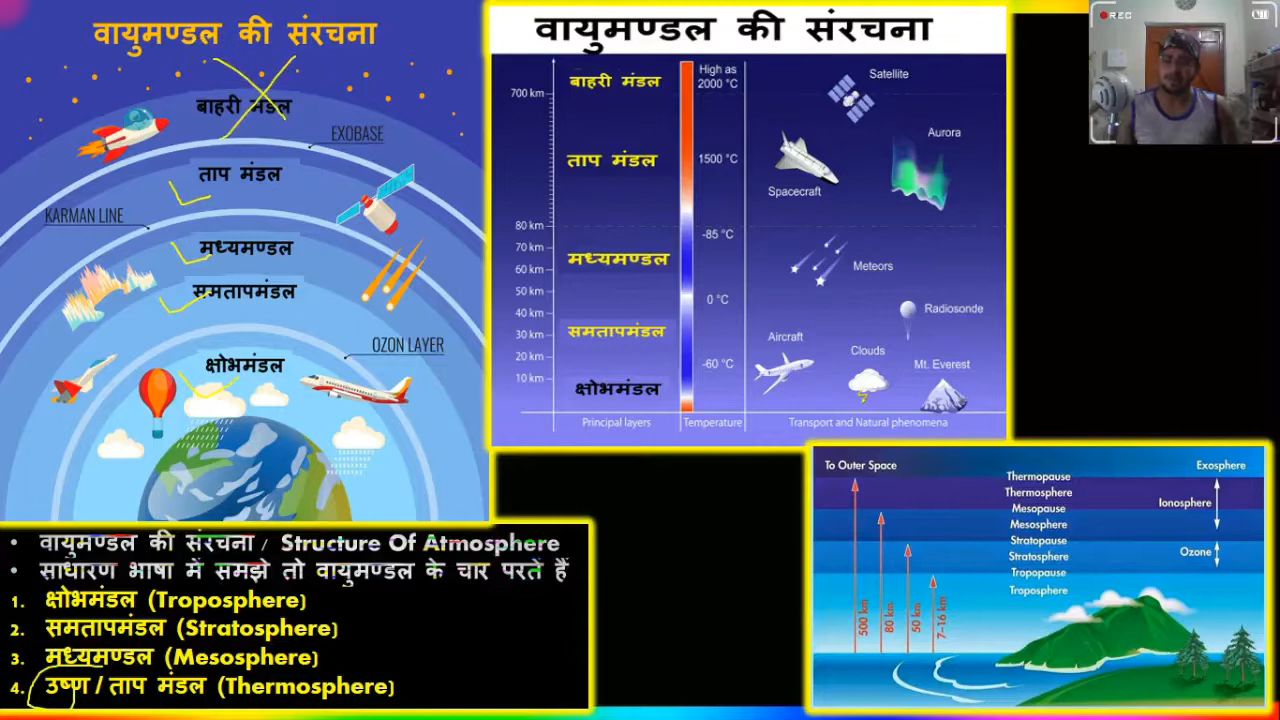 वायुमण्डल की संरचना
बाहरी मंडल
EXOBASE
ताप मंडल
KARMAN LINE
मध्यमण्डल
समतापमंडल
OZON LAYER
क्षोभमंडल
वायुमण्डल की संरचना
700 km
80 km
70 km
60 km
50 km
40 km
30 km
20 km
10 km
बाहरी मंडल
ताप मंडल
मध्यमण्डल
समतापमंडल
क्षोभमंडल
Principal layers
High as
2000 °C
1500 °C
-85 °C
0 °C
-60 °C
Temperature
Satellite
Aurora
Spacecraft
Meteors
Radiosonde
Aircraft
Clouds
Mt. Everest
Transport and Natural phenomena
REC
To Outer Space
Exosphere
Thermopause
Thermosphere
Mesopause
Mesosphere
Stratopause
Stratosphere
Tropopause
Troposphere
Ionosphere
Ozone
500 km
80 km
50 km
7-16 km
• वायुमण्डल की संरचना / Structure Of Atmosphere
• साधारण भाषा में समझे तो वायुमण्डल के चार परते हैं
1. क्षोभमंडल (Troposphere)
2. समतापमंडल (Stratosphere)
3. मध्यमण्डल (Mesosphere)
4. उष्ण / ताप मंडल (Thermosphere)